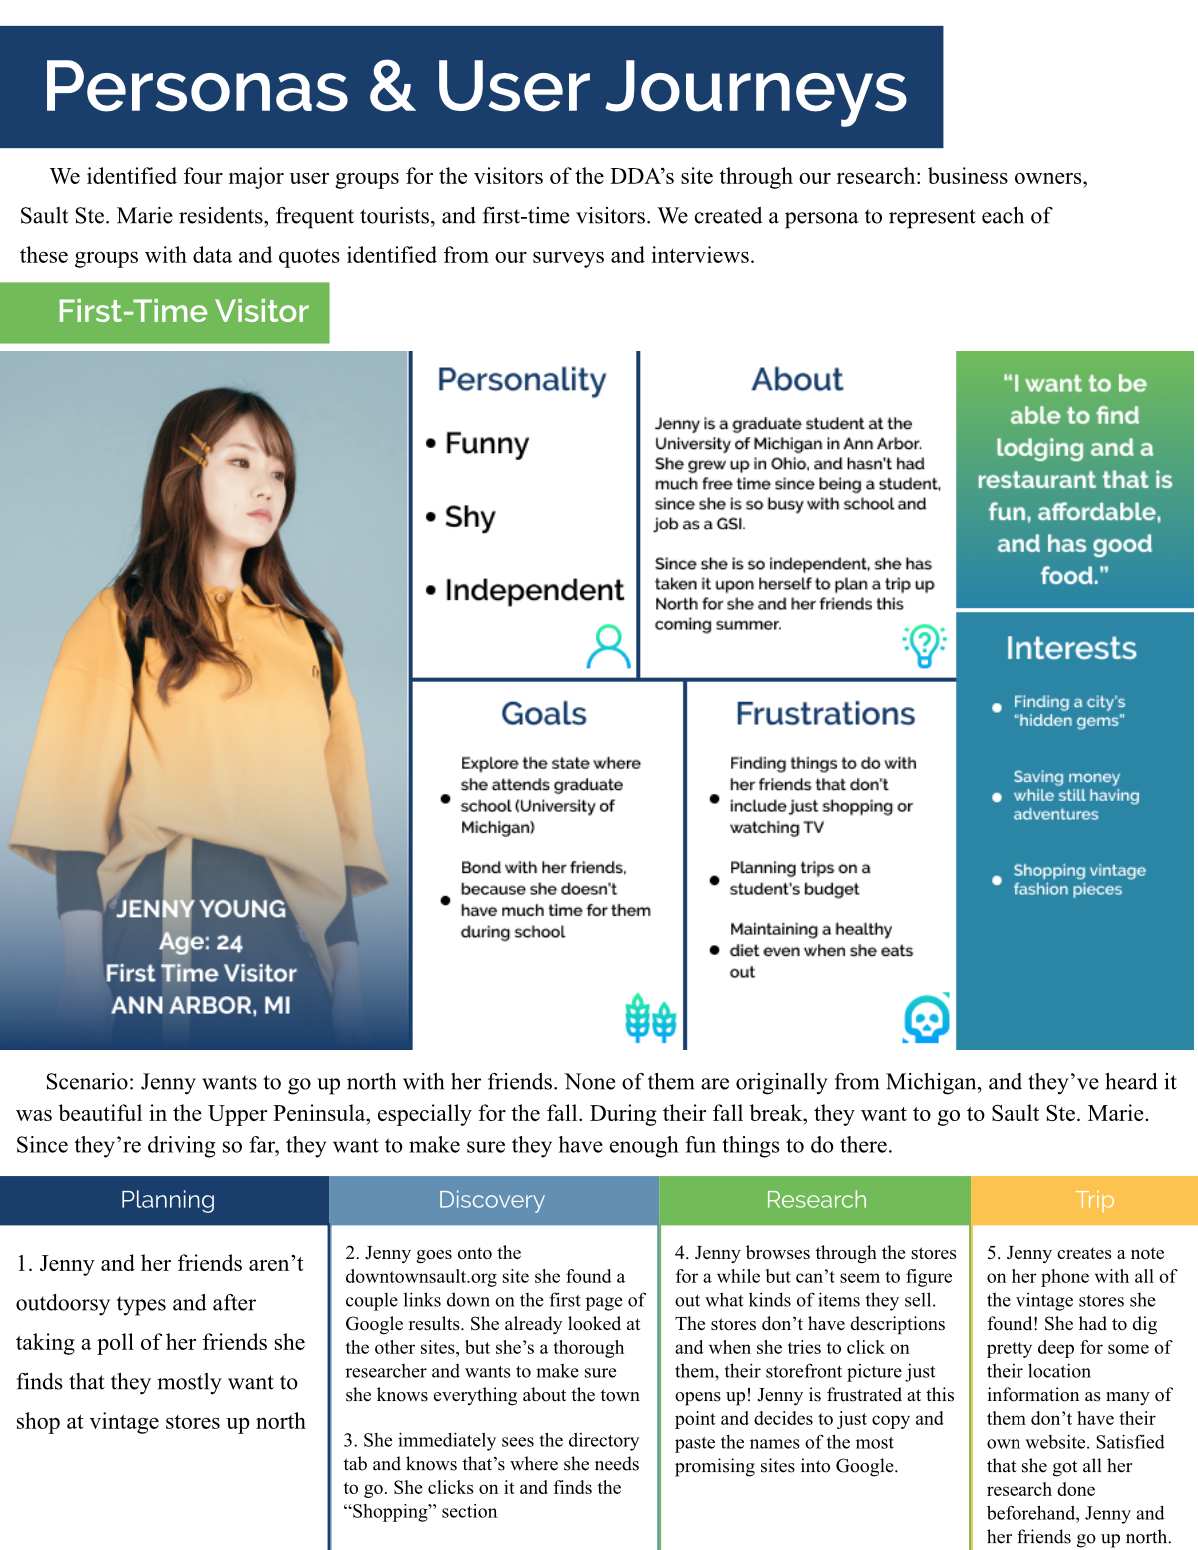 Personas & User Journeys
We identified four major user groups for the visitors of the DDA’s site through our research: business owners,
Sault Ste. Marie residents, frequent tourists, and first-time visitors. We created a persona to represent each of
these groups with data and quotes identified from our surveys and interviews.
First-Time Visitor
JENNY YOUNG
Age: 24
First Time Visitor
ANN ARBOR, MI
Personality
• Funny
• Shy
• Independent
About
Jenny is a graduate student at the
University of Michigan in Ann Arbor.
She grew up in Ohio, and hasn't had
much free time since being a student,
since she is so busy with school and
job as a GSI.
Since she is so independent, she has
taken it upon herself to plan a trip up
North for she and her friends this
coming summer.
“I want to be
able to find
lodging and a
restaurant that is
fun, affordable,
and has good
food.”
Goals
Explore the state where
she attends graduate
• school (University of
Michigan)
Bond with her friends,
because she doesn't
• have much time for them
during school
Frustrations
Finding things to do with
her friends that don't
• include just shopping or
watching TV
• Planning trips on a
student's budget
Maintaining a healthy
• diet even when she eats
out
Interests
• Finding a city's
“hidden gems”
Saving money
• while still having
adventures
• Shopping vintage
fashion pieces
Scenario: Jenny wants to go up north with her friends. None of them are originally from Michigan, and they’ve heard it
was beautiful in the Upper Peninsula, especially for the fall. During their fall break, they want to go to Sault Ste. Marie.
Since they’re driving so far, they want to make sure they have enough fun things to do there.
Planning
1. Jenny and her friends aren’t
outdoorsy types and after
taking a poll of her friends she
finds that they mostly want to
shop at vintage stores up north
Discovery
2. Jenny goes onto the
downtownsault.org site she found a
couple links down on the first page of
Google results. She already looked at
the other sites, but she’s a thorough
researcher and wants to make sure
she knows everything about the town
3. She immediately sees the directory
tab and knows that’s where she needs
to go. She clicks on it and finds the
“Shopping” section
Research
4. Jenny browses through the stores
for a while but can’t seem to figure
out what kinds of items they sell.
The stores don’t have descriptions
and when she tries to click on
them, their storefront picture just
opens up! Jenny is frustrated at this
point and decides to just copy and
paste the names of the most
promising sites into Google.
Trip
5. Jenny creates a note
on her phone with all of
the vintage stores she
found! She had to dig
pretty deep for some of
their location
information as many of
them don’t have their
own website. Satisfied
that she got all her
research done
beforehand, Jenny and
her friends go up north.